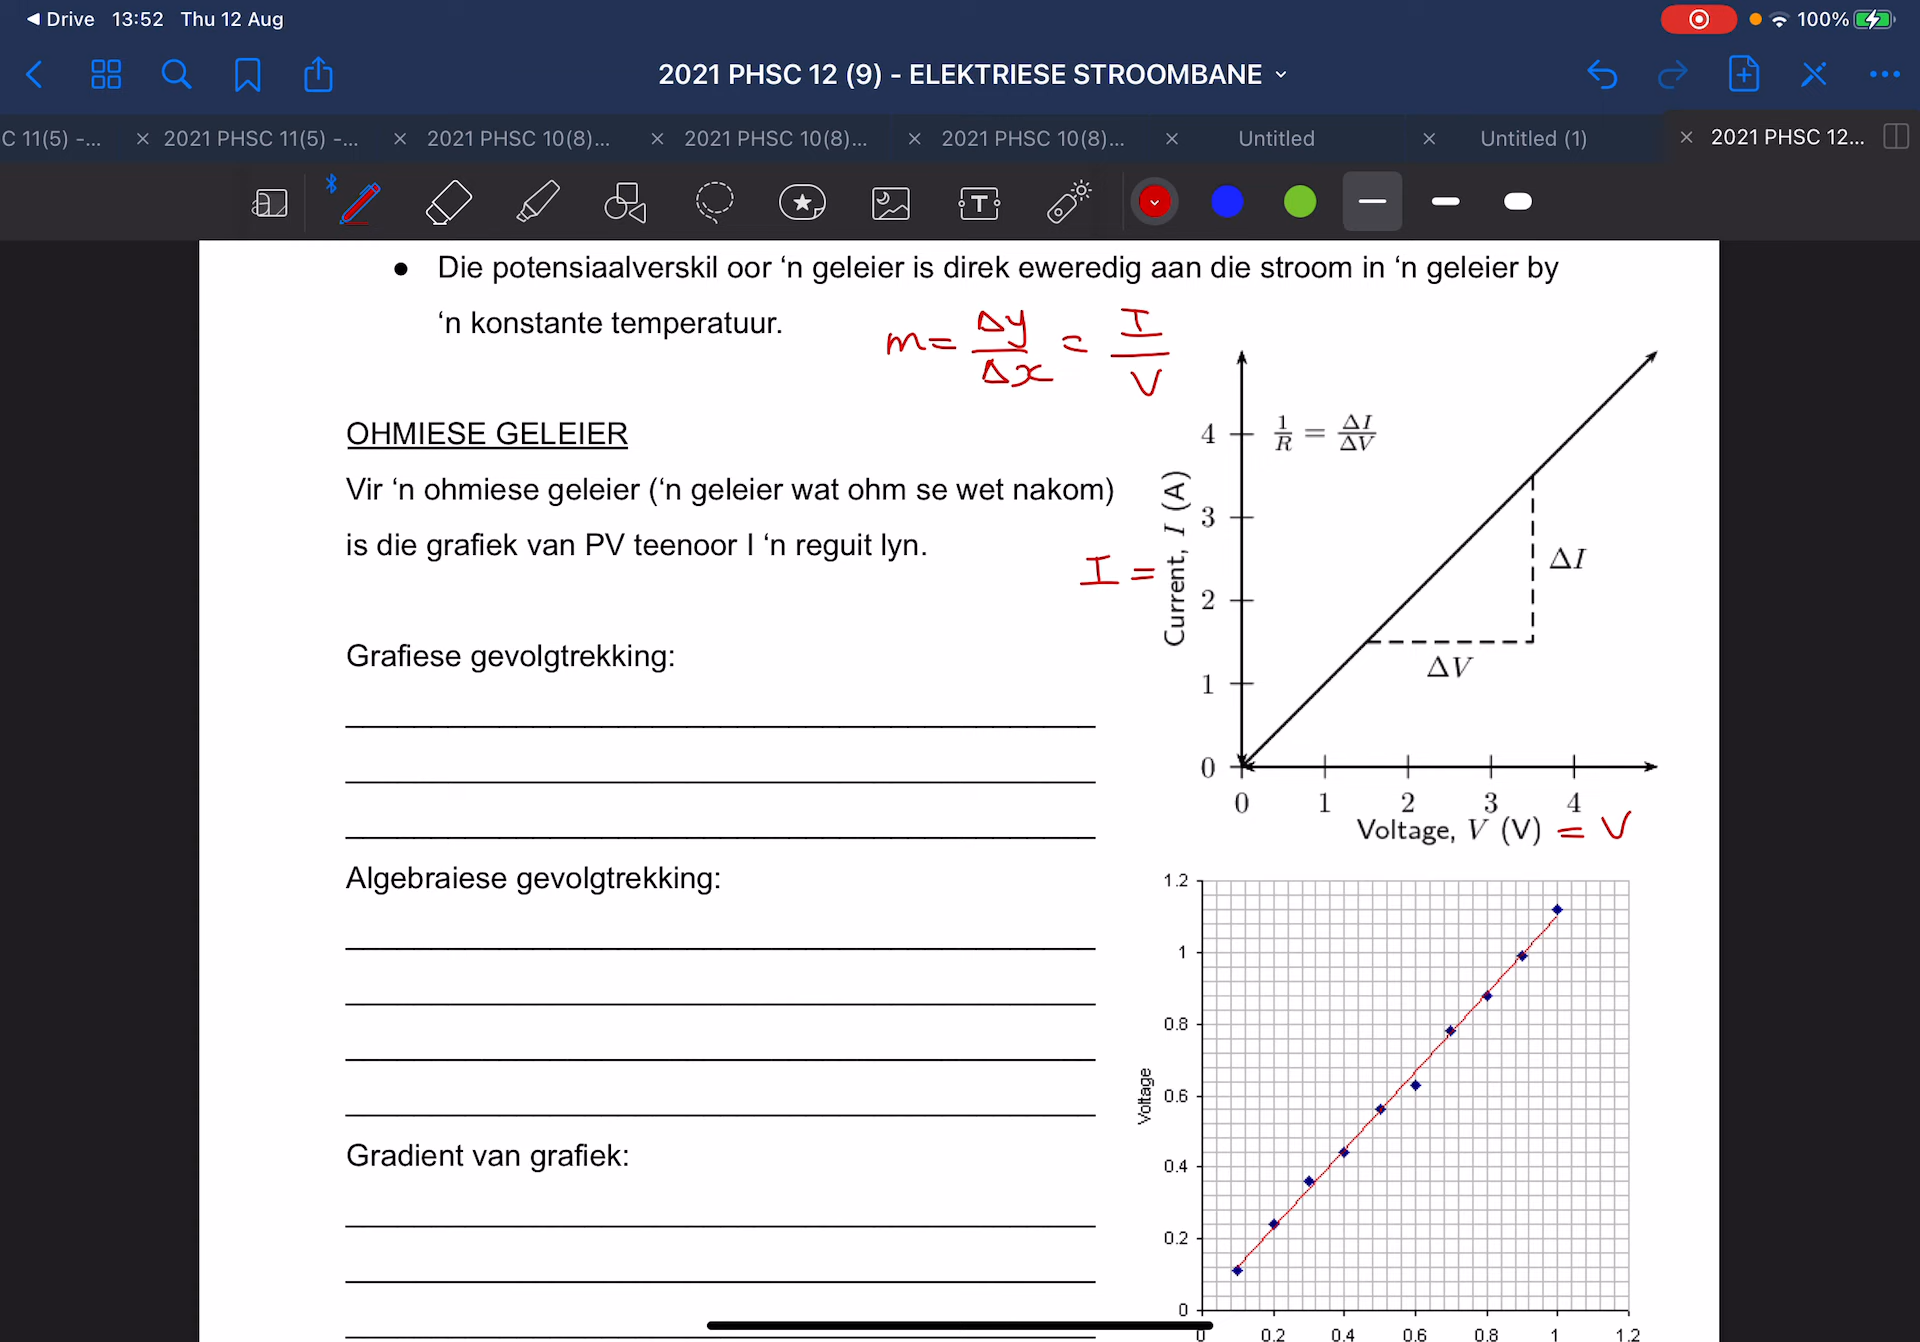 Drive 13:52 Thu 12 Aug
100%
2021 PHSC 12 (9) - ELEKTRIESE STROOMBANE
C 11(5) -... × 2021 PHSC 11(5) -... × 2021 PHSC 10(8)... × 2021 PHSC 10(8)... × 2021 PHSC 10(8)... × Untitled × Untitled (1) × 2021 PHSC 12...
T
● Die potensiaalverskil oor ‘n geleier is direk eweredig aan die stroom in ‘n geleier by
‘n konstante temperatuur.
m = Δy/Δx = I/V
OHMIESE GELEIER
Vir ‘n ohmiese geleier (‘n geleier wat ohm se wet nakom)
is die grafiek van PV teenoor I ‘n reguit lyn.
I =
Grafiese gevolgtrekking:
Algebraiese gevolgtrekking:
Gradient van grafiek:
1/R = ΔI/ΔV
Current, I (A)
4
3
2
1
0
ΔI
ΔV
0 1 2 3 4
Voltage, V (V) = V
Voltage
1.2
1
0.8
0.6
0.4
0.2
0
0 0.2 0.4 0.6 0.8 1 1.2